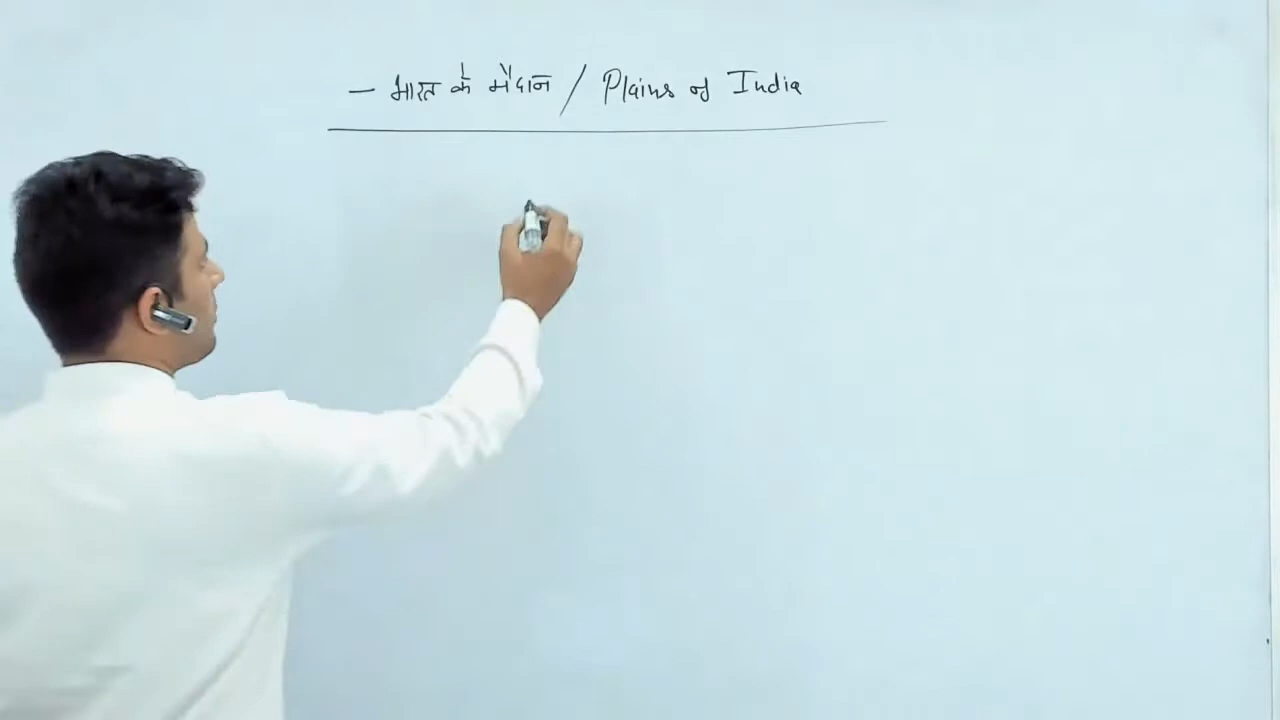 – भारत के मैदान / Plains of India